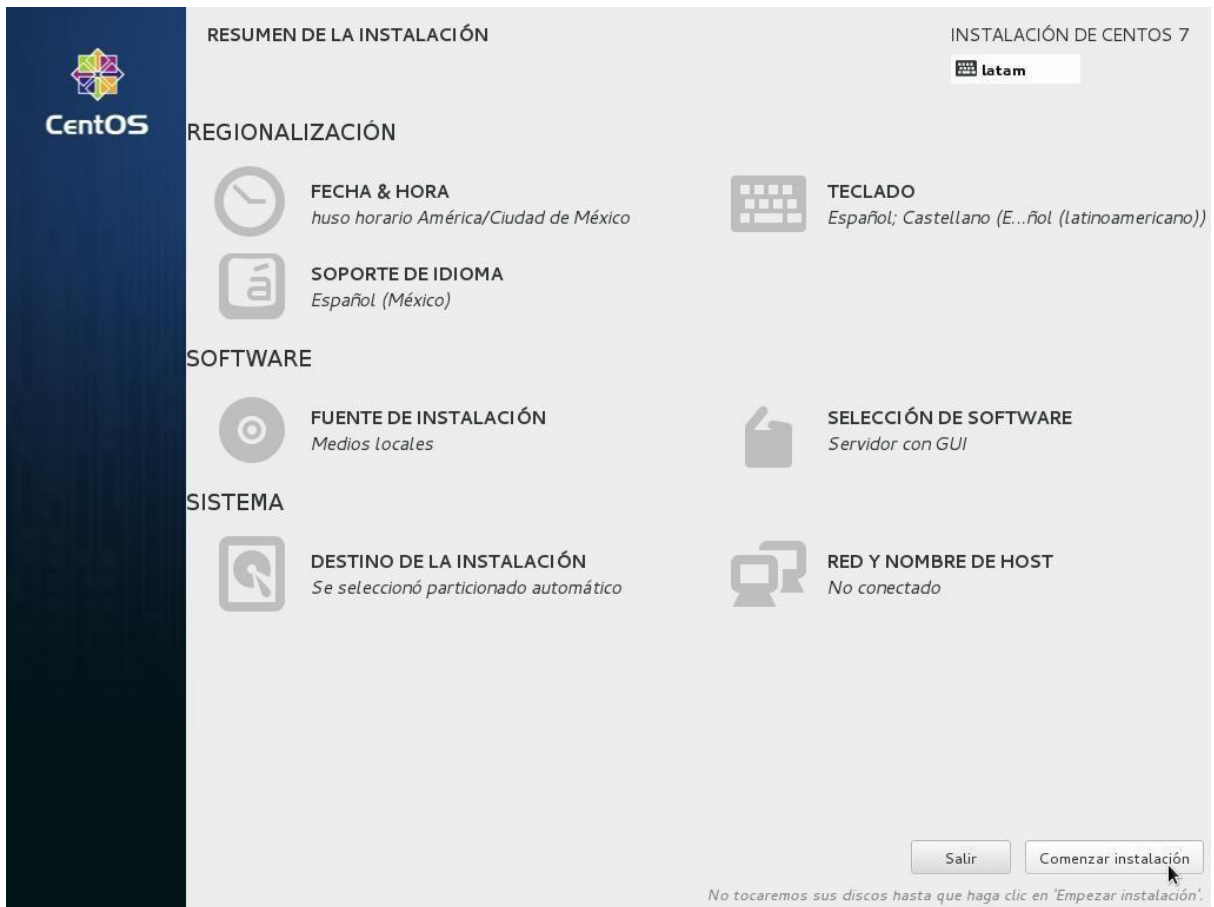 RESUMEN DE LA INSTALACIÓN
INSTALACIÓN DE CENTOS 7
latam
CentOS
REGIONALIZACIÓN
FECHA & HORA
huso horario América/Ciudad de México
TECLADO
Español; Castellano (E...ñol (latinoamericano))
SOPORTE DE IDIOMA
Español (México)
SOFTWARE
FUENTE DE INSTALACIÓN
Medios locales
SELECCIÓN DE SOFTWARE
Servidor con GUI
SISTEMA
DESTINO DE LA INSTALACIÓN
Se seleccionó particionado automático
RED Y NOMBRE DE HOST
No conectado
Salir
Comenzar instalación
No tocaremos sus discos hasta que haga clic en 'Empezar instalación'.